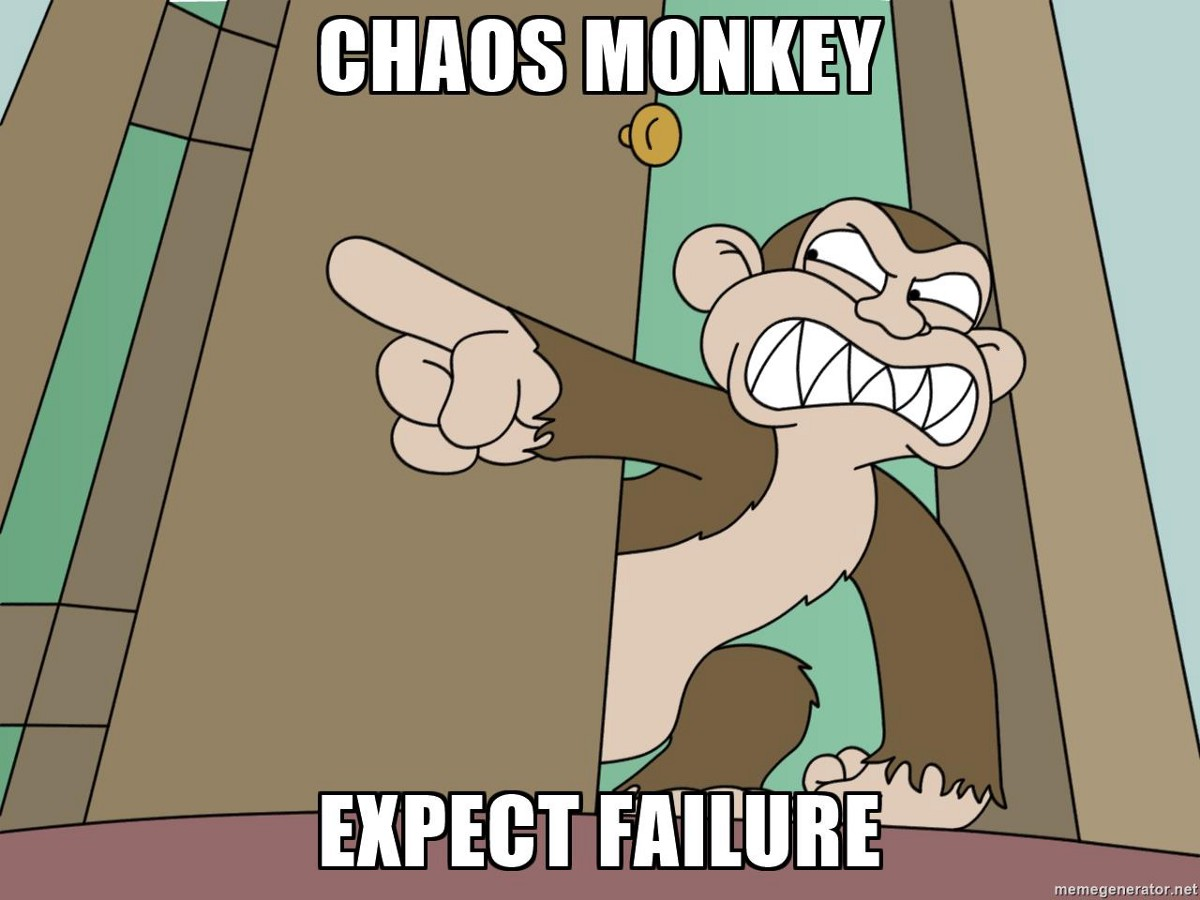 CHAOS MONKEY
EXPECT FAILURE
memegenerator.net